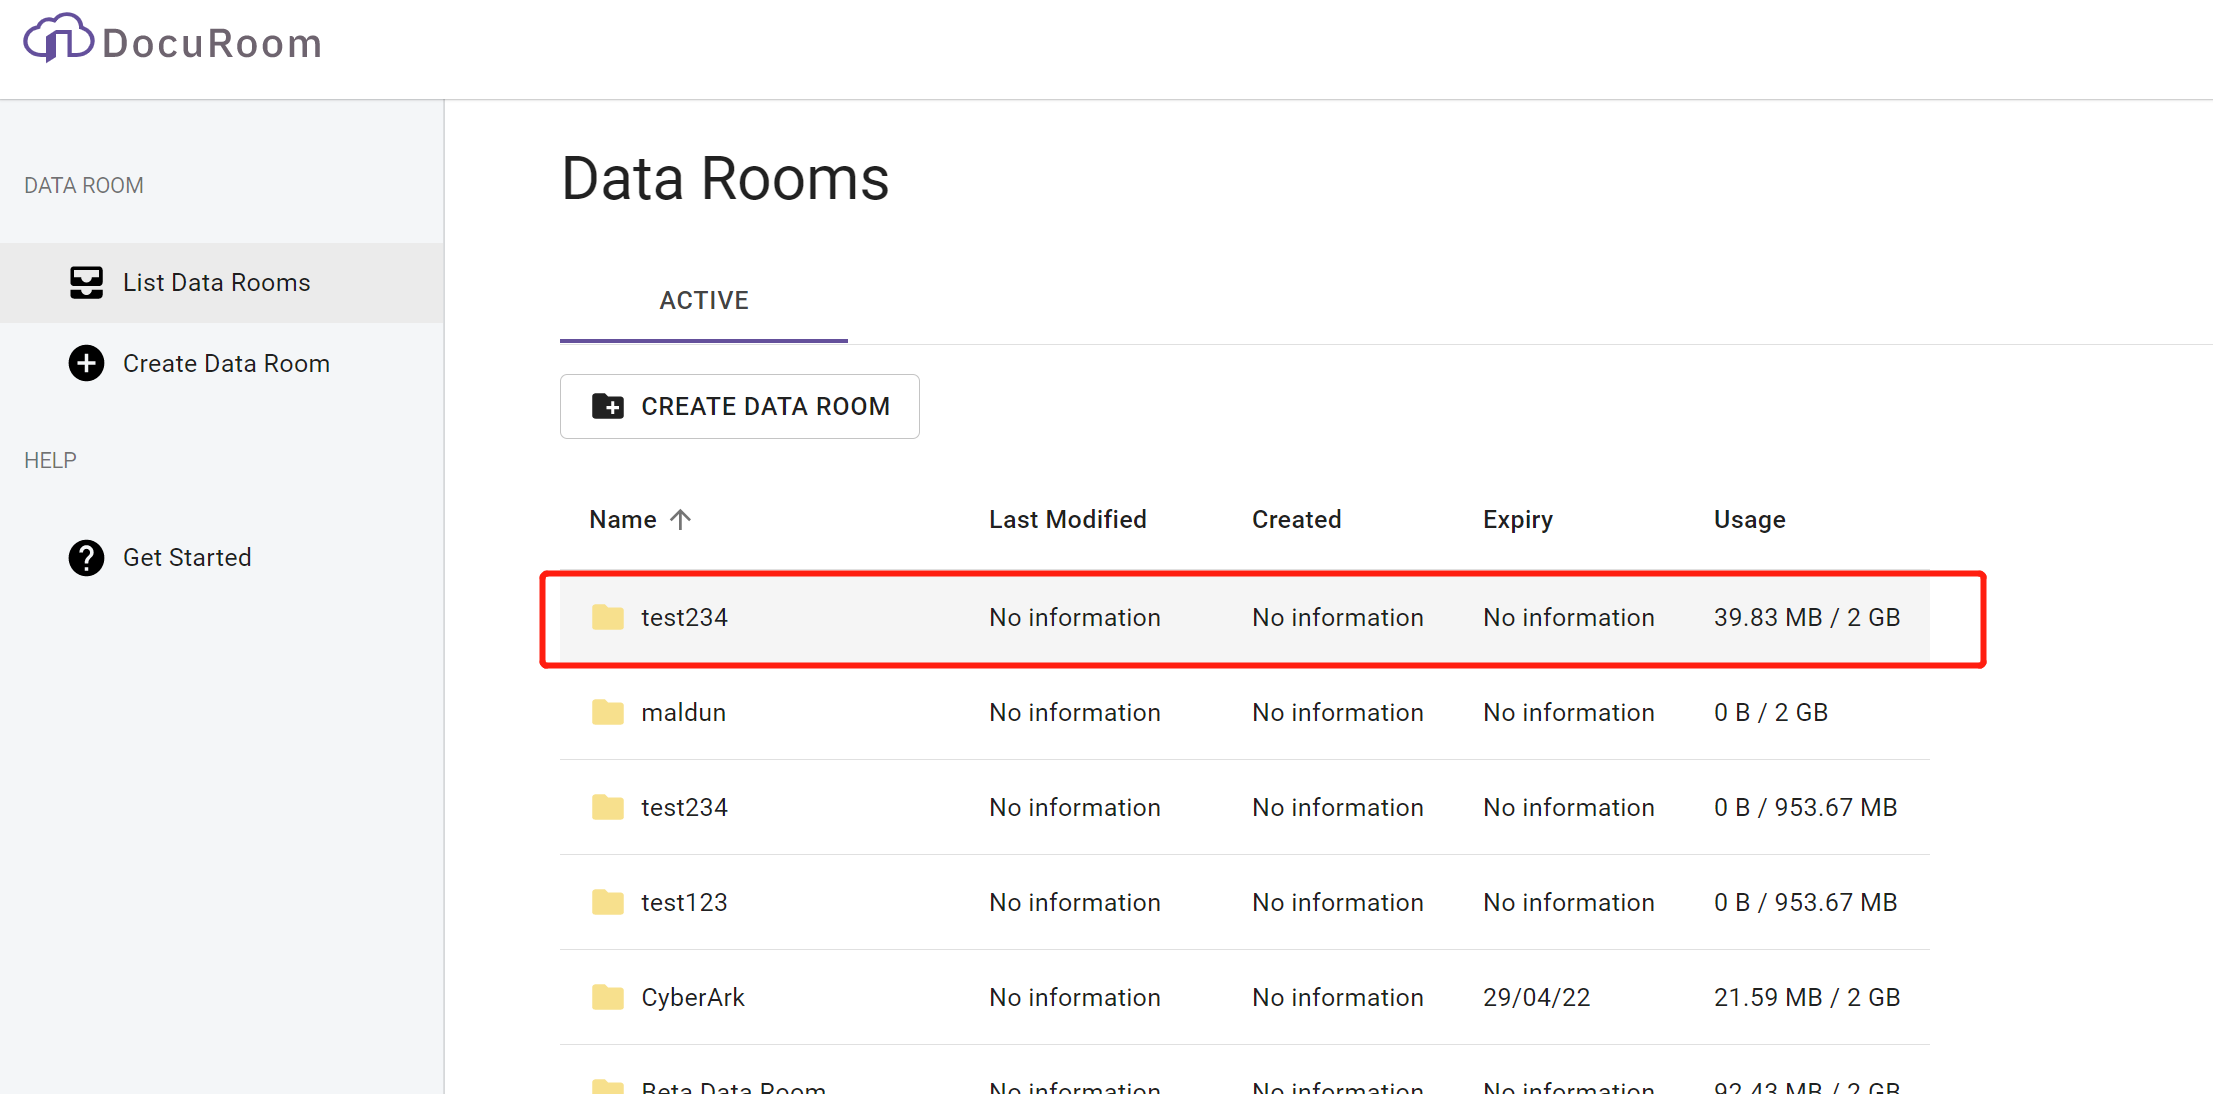 DocuRoom
DATA ROOM
List Data Rooms
Create Data Room
HELP
Get Started
Data Rooms
ACTIVE
CREATE DATA ROOM
Name Last Modified Created Expiry Usage
test234 No information No information No information 39.83 MB / 2 GB
maldun No information No information No information 0 B / 2 GB
test234 No information No information No information 0 B / 953.67 MB
test123 No information No information No information 0 B / 953.67 MB
CyberArk No information No information 29/04/22 21.59 MB / 2 GB
Beta Data Room No information No information No information 92.43 MB / 2 GB